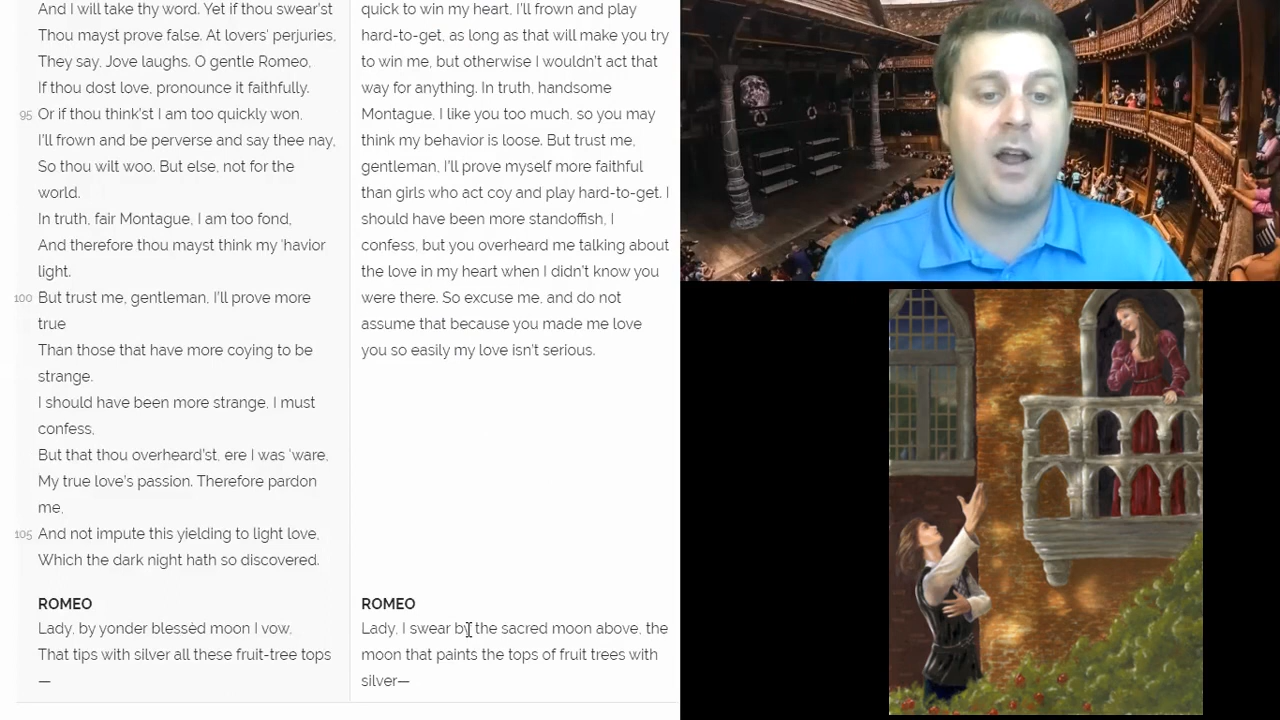 And I will take thy word. Yet if thou swear'st
Thou mayst prove false. At lovers' perjuries,
They say, Jove laughs. O gentle Romeo,
If thou dost love, pronounce it faithfully.
95 Or if thou think'st I am too quickly won,
I'll frown and be perverse and say thee nay,
So thou wilt woo. But else, not for the
world.
In truth, fair Montague, I am too fond,
And therefore thou mayst think my 'havior
light.
100 But trust me, gentleman, I'll prove more
true
Than those that have more coying to be
strange.
I should have been more strange, I must
confess,
But that thou overheard'st, ere I was 'ware,
My true love's passion. Therefore pardon
me,
105 And not impute this yielding to light love,
Which the dark night hath so discovered.
ROMEO
Lady, by yonder blessèd moon I vow,
That tips with silver all these fruit-tree tops
—
quick to win my heart, I'll frown and play
hard-to-get, as long as that will make you try
to win me, but otherwise I wouldn't act that
way for anything. In truth, handsome
Montague, I like you too much, so you may
think my behavior is loose. But trust me,
gentleman, I'll prove myself more faithful
than girls who act coy and play hard-to-get. I
should have been more standoffish, I
confess, but you overheard me talking about
the love in my heart when I didn't know you
were there. So excuse me, and do not
assume that because you made me love
you so easily my love isn't serious.
ROMEO
Lady, I swear by the sacred moon above, the
moon that paints the tops of fruit trees with
silver—